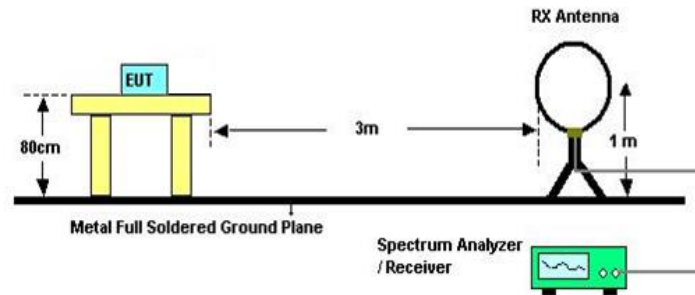 RX Antenna
EUT
80cm
3m
1 m
Metal Full Soldered Ground Plane
Spectrum Analyzer
/ Receiver